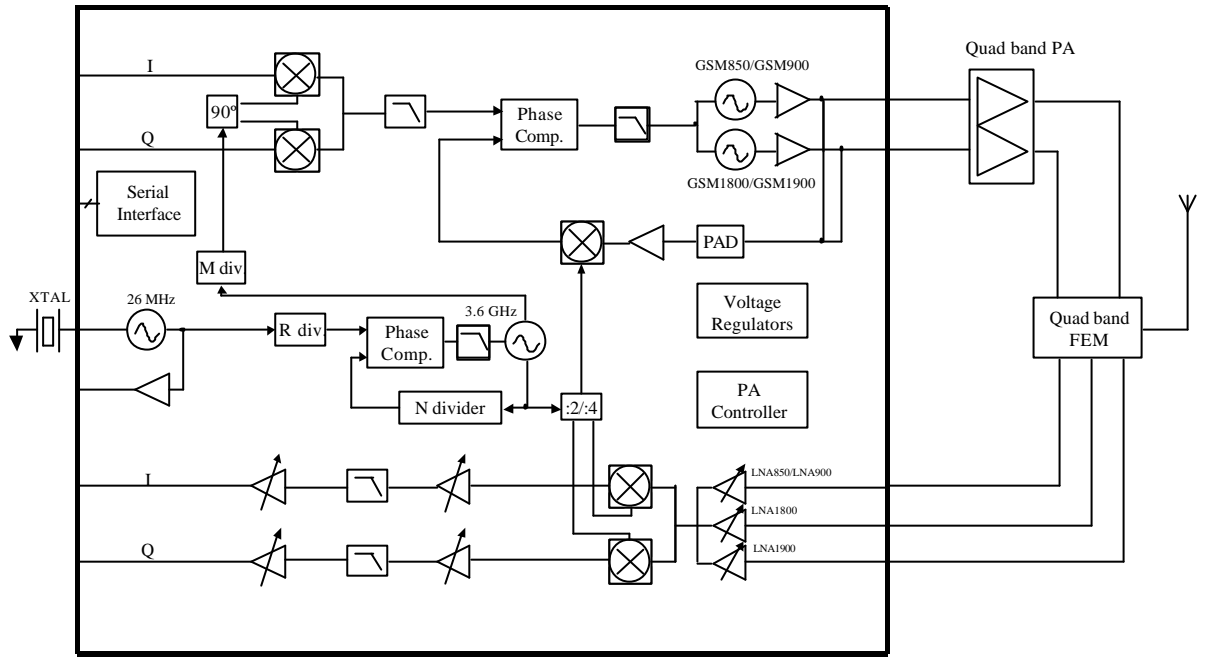 Quad band PA
I
GSM850/GSM900
90º
Phase
Comp.
Q
GSM1800/GSM1900
Serial
Interface
PAD
M div.
XTAL
26 MHz
3.6 GHz
Voltage
Regulators
R div.
Phase
Comp.
Quad band
FEM
N divider
:2/:4
PA
Controller
I
LNA850/LNA900
LNA1800
Q
LNA1900